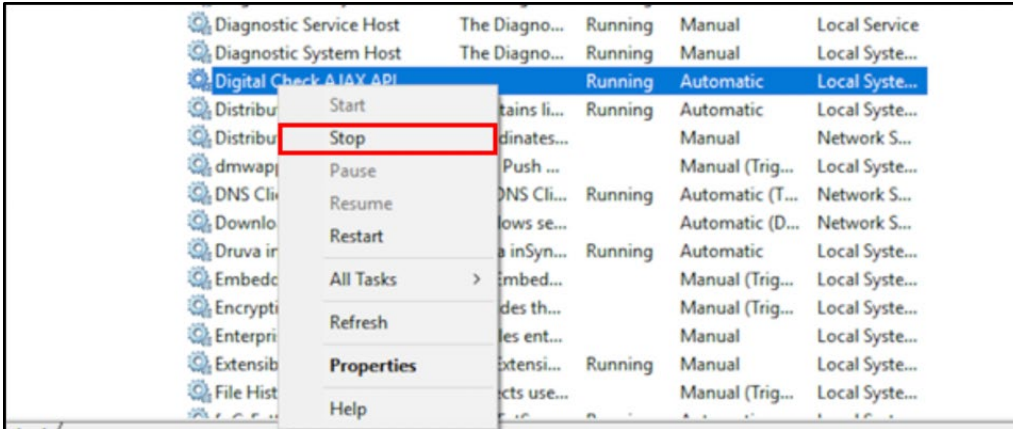 Diagnostic Service Host The Diagno... Running Manual Local Service
Diagnostic System Host The Diagno... Running Manual Local Syste...
Digital Check AJAX API Running Automatic Local Syste...
Distribu Start tains li... Running Automatic Local Syste...
Distribu Stop dinates... Manual Network S...
dmwapp Pause Push ... Manual (Trig... Local Syste...
DNS Clie Resume DNS Cli... Running Automatic (T... Network S...
Downlo Restart lows se... Automatic (D... Network S...
Druva in a inSyn... Running Automatic Local Syste...
Embedd All Tasks > Embed... Manual (Trig... Local Syste...
Encrypti des th... Manual (Trig... Local Syste...
Enterpri Refresh les ent... Manual Local Syste...
Extensib Properties Extensi... Running Manual Local Syste...
File Hist Help cts use... Manual (Trig... Local Syste...